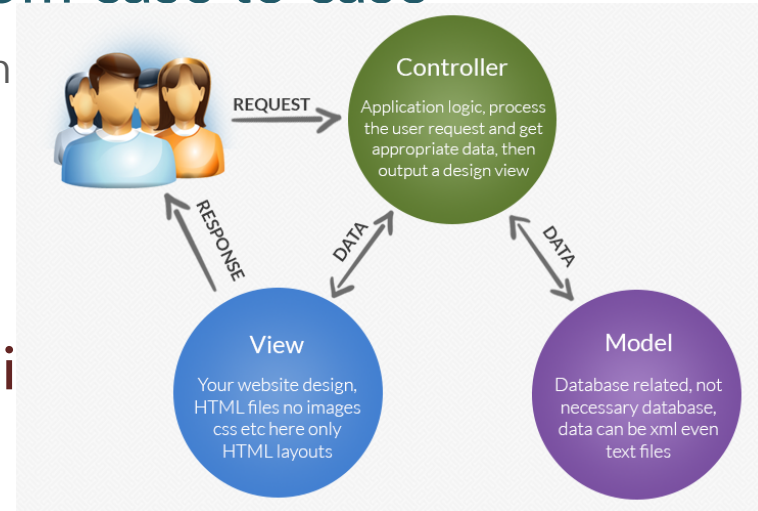 Controller
Application logic, process
the user request and get
appropriate data, then
output a design view
REQUEST
RESPONSE
DATA
DATA
View
Your website design,
HTML files no images
css etc here only
HTML layouts
Model
Database related, not
necessary database,
data can be xml even
text files